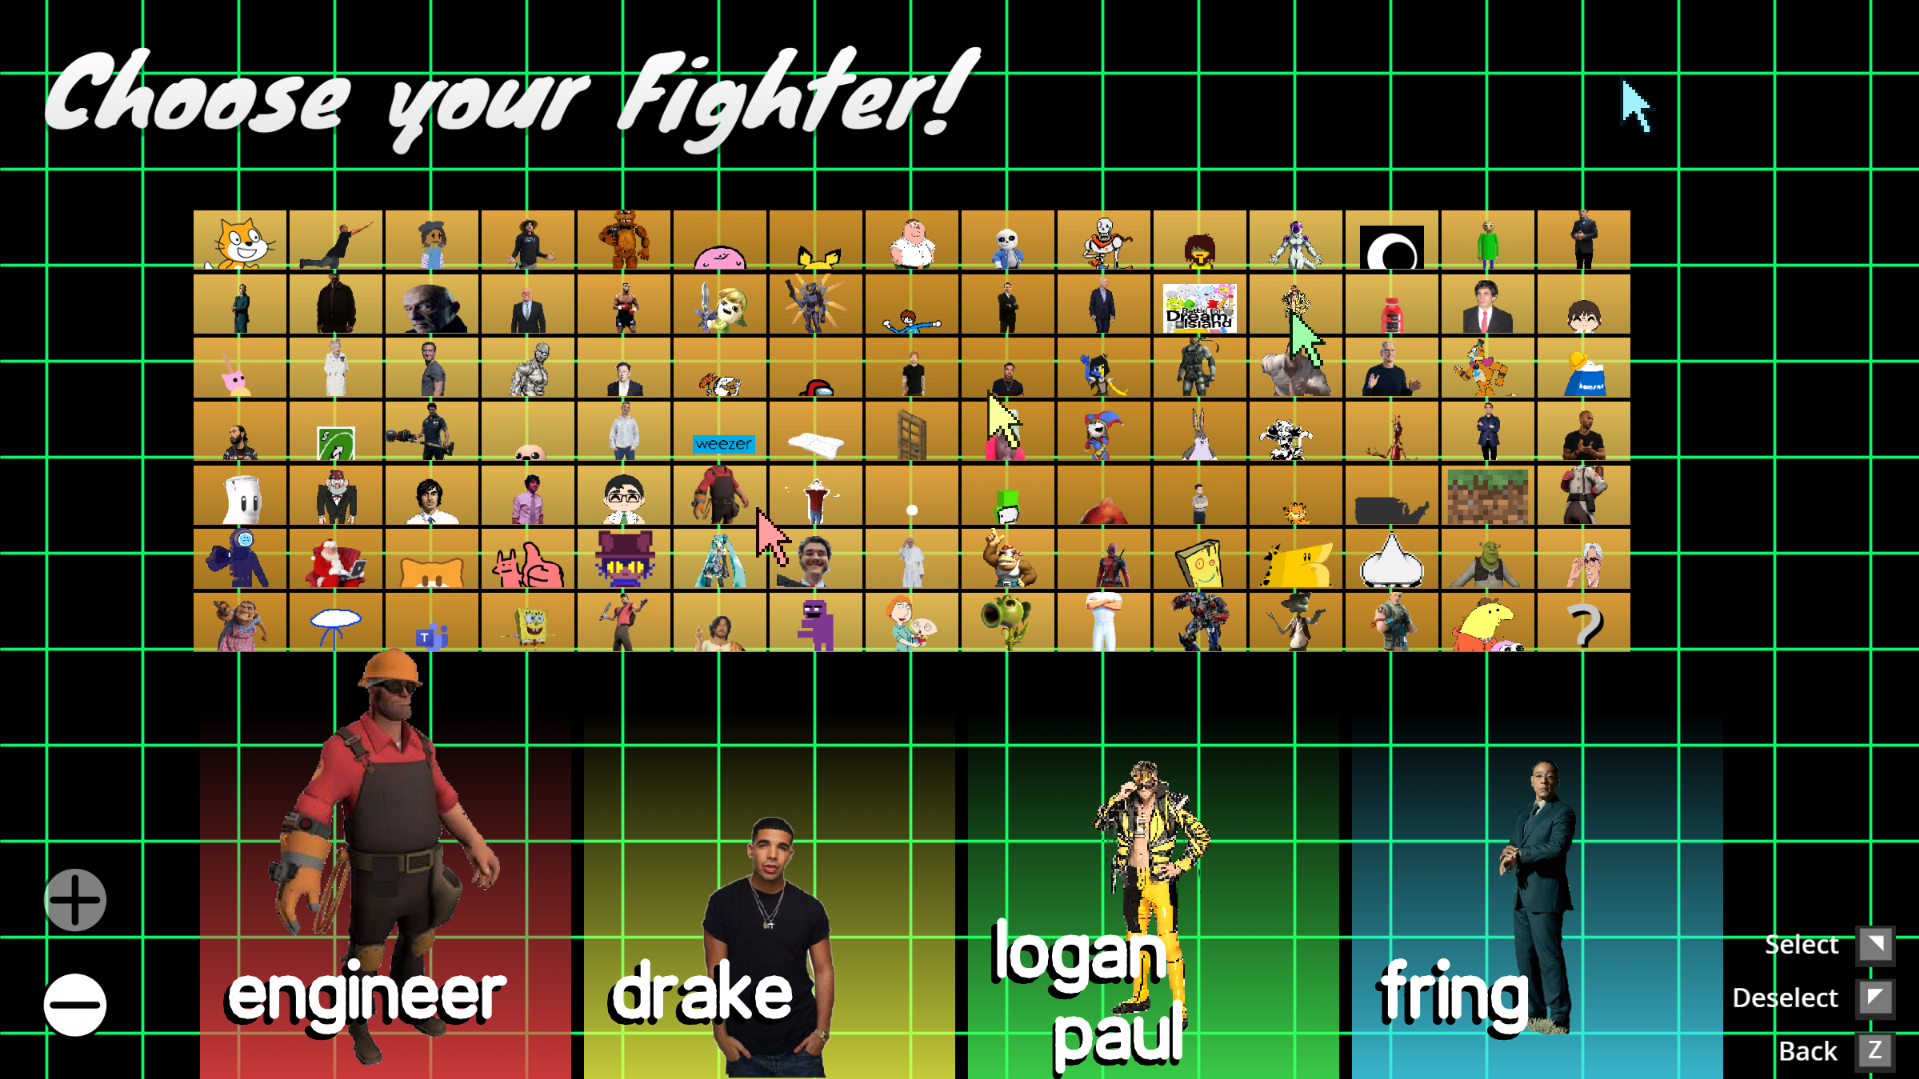 Choose your Fighter!
Battle for
Dream
Island
weezer
T
engineer
drake
logan
paul
fring
Select
Deselect
Back Z